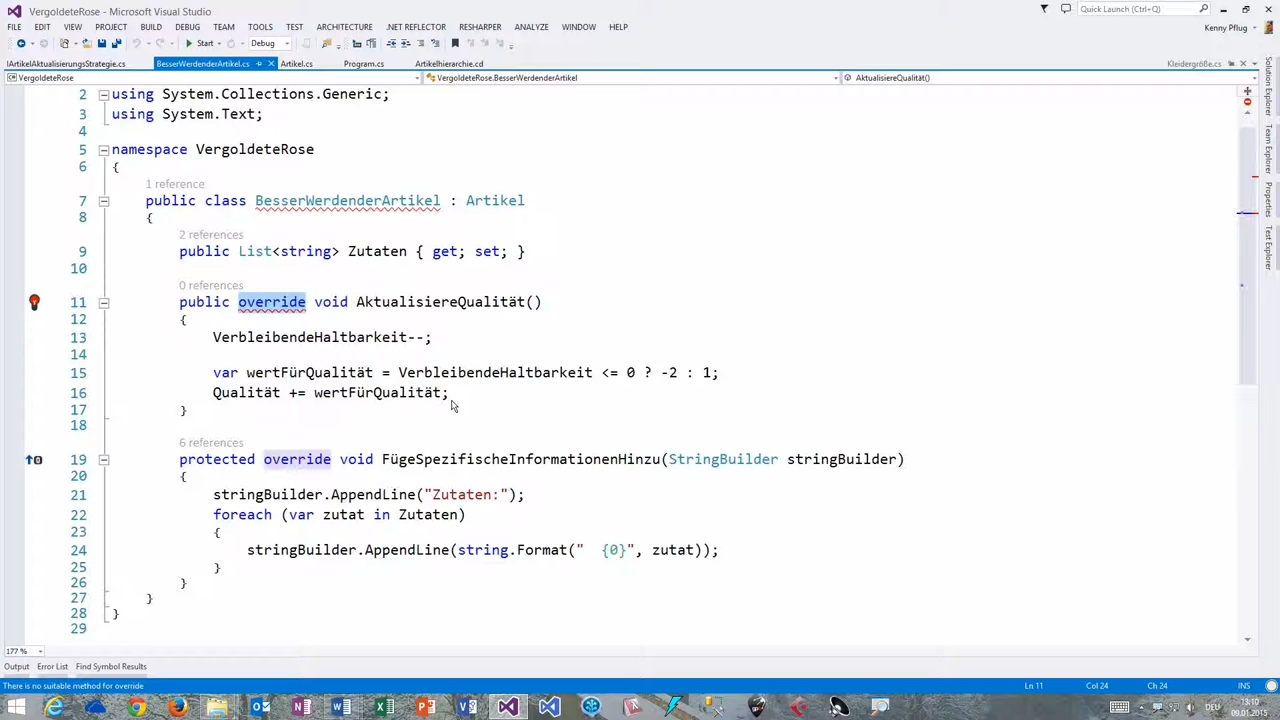 VergoldeteRose - Microsoft Visual Studio
Quick Launch (Ctrl+Q)
FILE EDIT VIEW PROJECT BUILD DEBUG TEAM TOOLS TEST ARCHITECTURE .NET REFLECTOR RESHARPER ANALYZE WINDOW HELP
Kenny Pflug
Start Debug
IArtikelAktualisierungsStrategie.cs BesserWerdenderArtikel.cs Artikel.cs Program.cs Artikelhierarchie.cd Kleidergröße.cs
VergoldeteRose VergoldeteRose.BesserWerdenderArtikel AktualisiereQualität()
2 using System.Collections.Generic;
3 using System.Text;
4
5 namespace VergoldeteRose
6 {
1 reference
7 public class BesserWerdenderArtikel : Artikel
8 {
2 references
9 public List<string> Zutaten { get; set; }
10
0 references
11 public override void AktualisiereQualität()
12 {
13 VerbleibendeHaltbarkeit--;
14
15 var wertFürQualität = VerbleibendeHaltbarkeit <= 0 ? -2 : 1;
16 Qualität += wertFürQualität;
17 }
18
6 references
19 protected override void FügeSpezifischeInformationenHinzu(StringBuilder stringBuilder)
20 {
21 stringBuilder.AppendLine("Zutaten:");
22 foreach (var zutat in Zutaten)
23 {
24 stringBuilder.AppendLine(string.Format("  {0}", zutat));
25 }
26 }
27 }
28 }
29
Solution Explorer
Team Explorer
Properties
Test Explorer
177 %
Output Error List Find Symbol Results
There is no suitable method for override Ln 11 Col 24 Ch 24 INS
DEU 13:10
09.01.2015